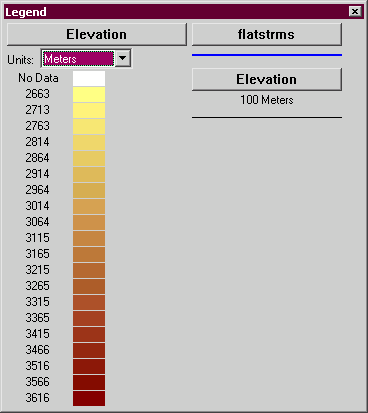 Legend
Elevation
Units: Meters
No Data
2663
2713
2763
2814
2864
2914
2964
3014
3064
3115
3165
3215
3265
3315
3365
3415
3466
3516
3566
3616
flatstrms
Elevation
100 Meters